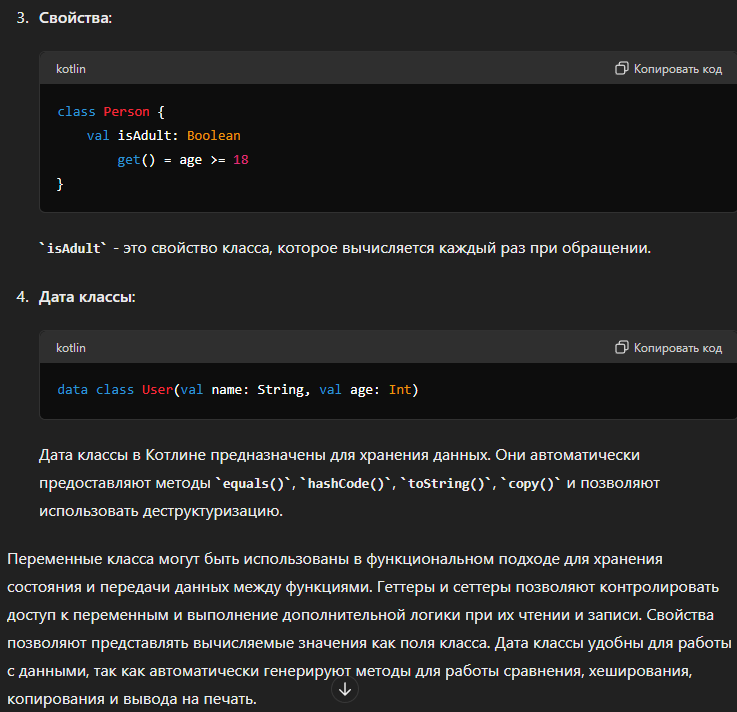 3. Свойства:
kotlin Копировать код
class Person {
    val isAdult: Boolean
        get() = age >= 18
}
`isAdult` - это свойство класса, которое вычисляется каждый раз при обращении.
4. Дата классы:
kotlin Копировать код
data class User(val name: String, val age: Int)
Дата классы в Котлине предназначены для хранения данных. Они автоматически
предоставляют методы `equals()`, `hashCode()`, `toString()`, `copy()` и позволяют
использовать деструктуризацию.
Переменные класса могут быть использованы в функциональном подходе для хранения
состояния и передачи данных между функциями. Геттеры и сеттеры позволяют контролировать
доступ к переменным и выполнение дополнительной логики при их чтении и записи. Свойства
позволяют представлять вычисляемые значения как поля класса. Дата классы удобны для работы
с данными, так как автоматически генерируют методы для работы сравнения, хеширования,
копирования и вывода на печать.